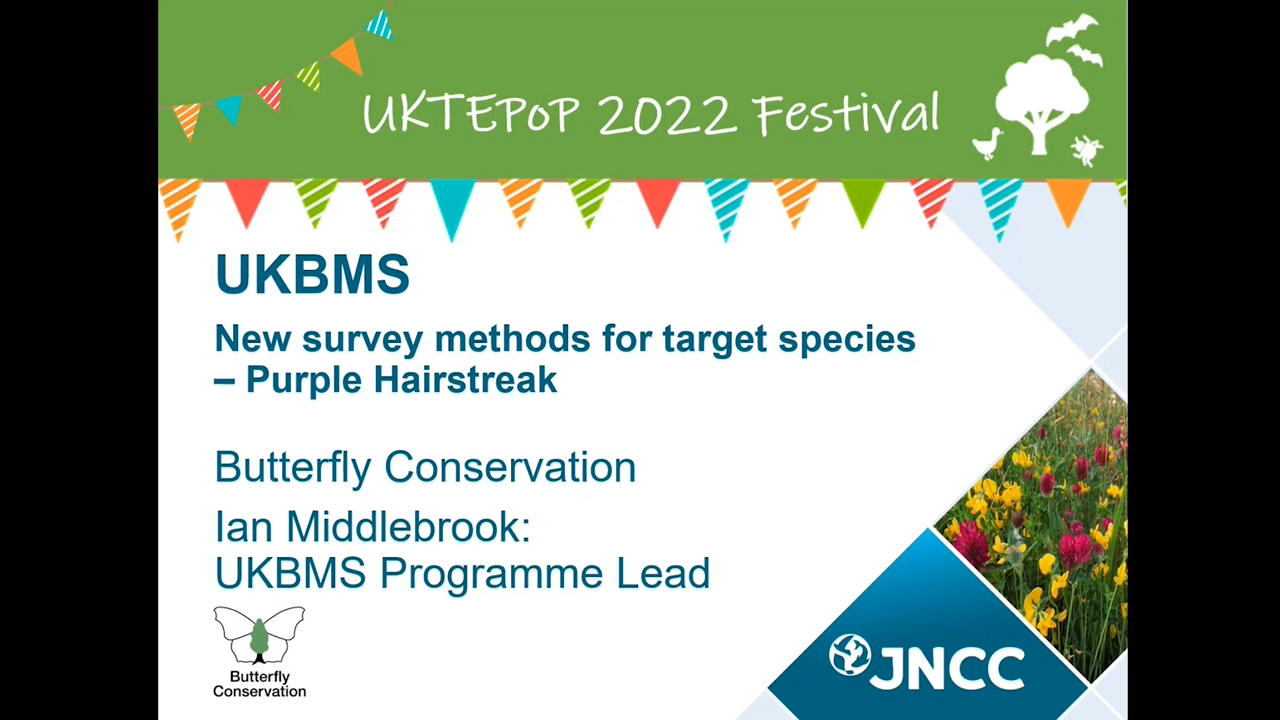 UKTEPoP 2022 Festival
UKBMS
New survey methods for target species
– Purple Hairstreak
Butterfly Conservation
Ian Middlebrook:
UKBMS Programme Lead
Butterfly
Conservation
JNCC